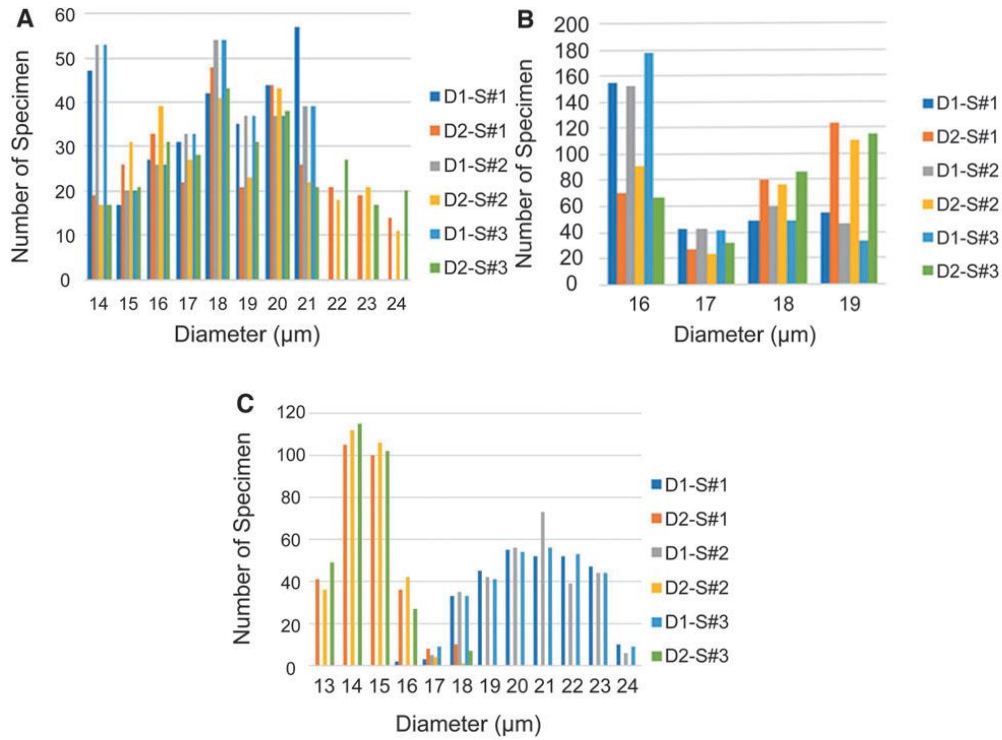 A
60
50
40
30
20
10
0
Number of Specimen
14 15 16 17 18 19 20 21 22 23 24
Diameter (µm)
D1-S#1
D2-S#1
D1-S#2
D2-S#2
D1-S#3
D2-S#3
B
200
180
160
140
120
100
80
60
40
20
0
Number of Specimen
16 17 18 19
Diameter (µm)
D1-S#1
D2-S#1
D1-S#2
D2-S#2
D1-S#3
D2-S#3
C
120
100
80
60
40
20
0
Number of Specimen
13 14 15 16 17 18 19 20 21 22 23 24
Diameter (µm)
D1-S#1
D2-S#1
D1-S#2
D2-S#2
D1-S#3
D2-S#3